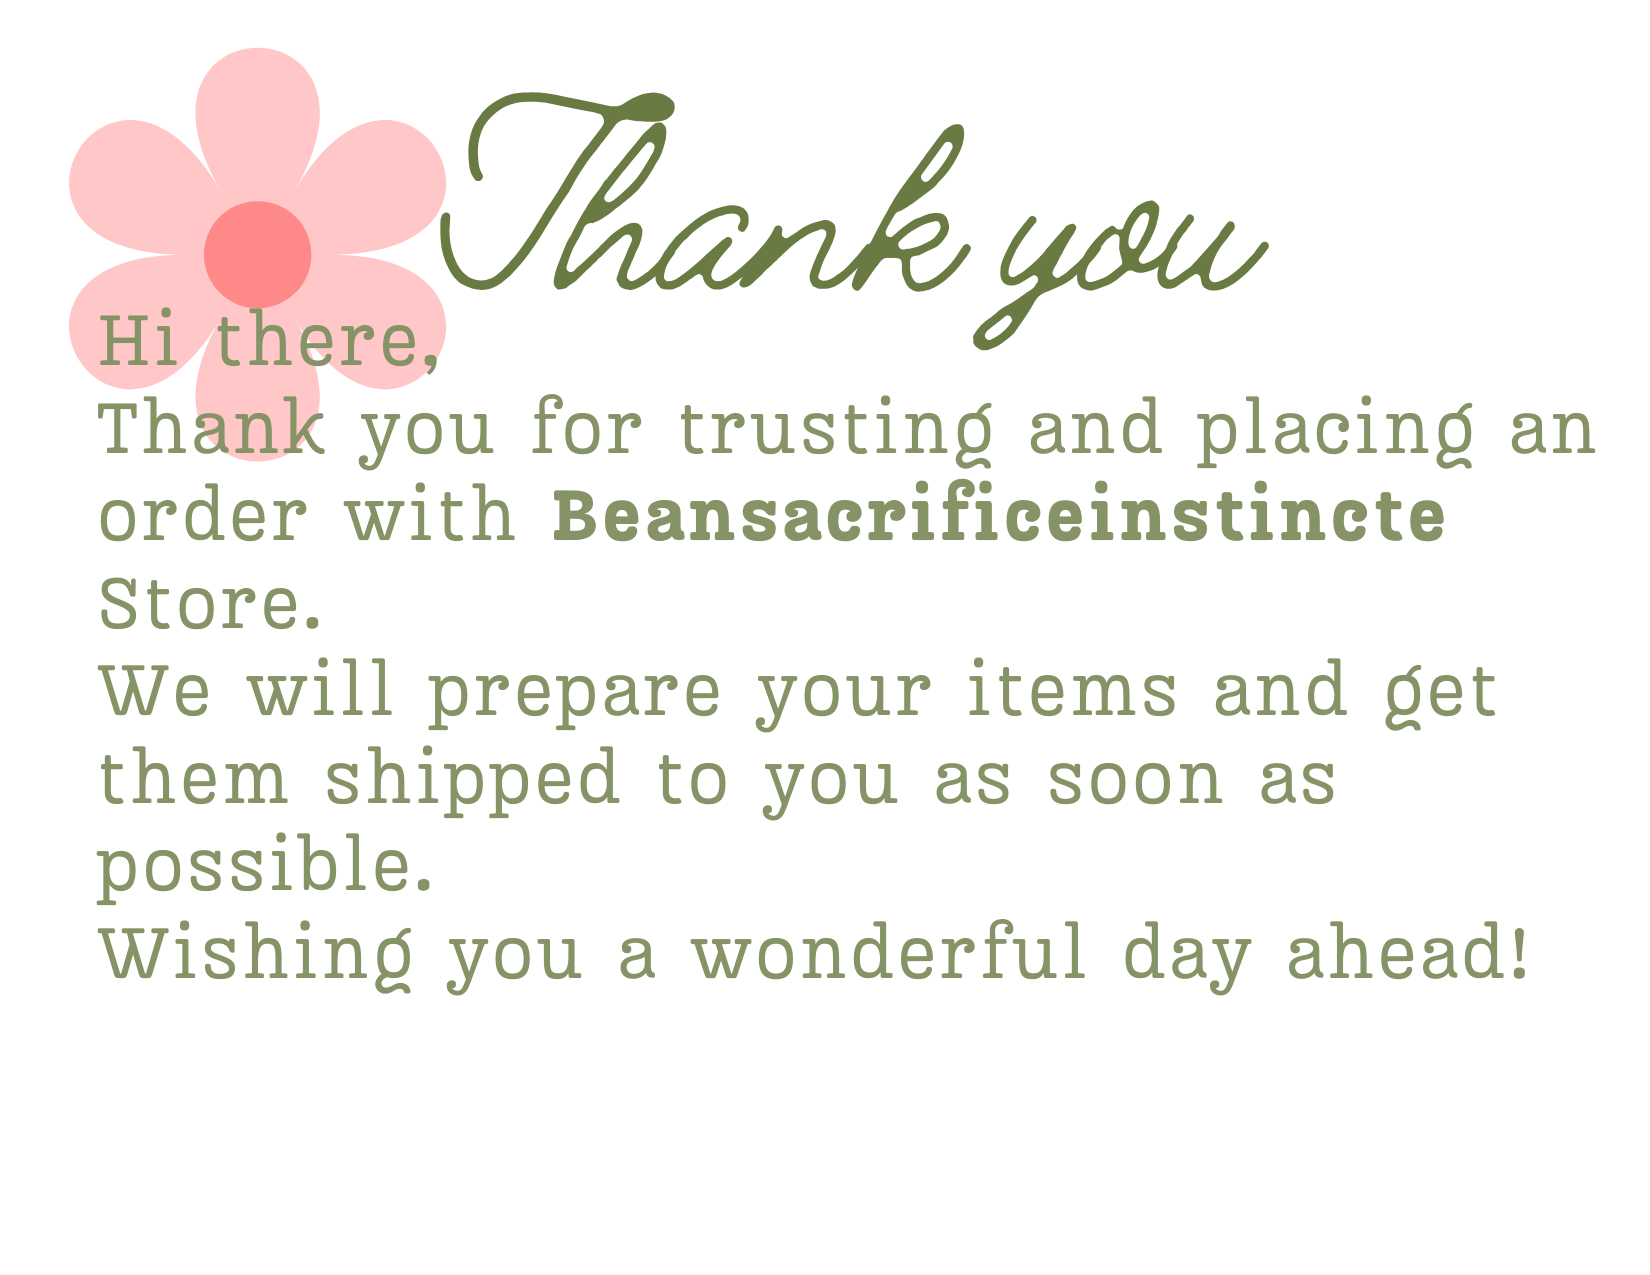 Thank you
Hi there,
Thank you for trusting and placing an
order with Beansacrificeinstincte
Store.
We will prepare your items and get
them shipped to you as soon as
possible.
Wishing you a wonderful day ahead!